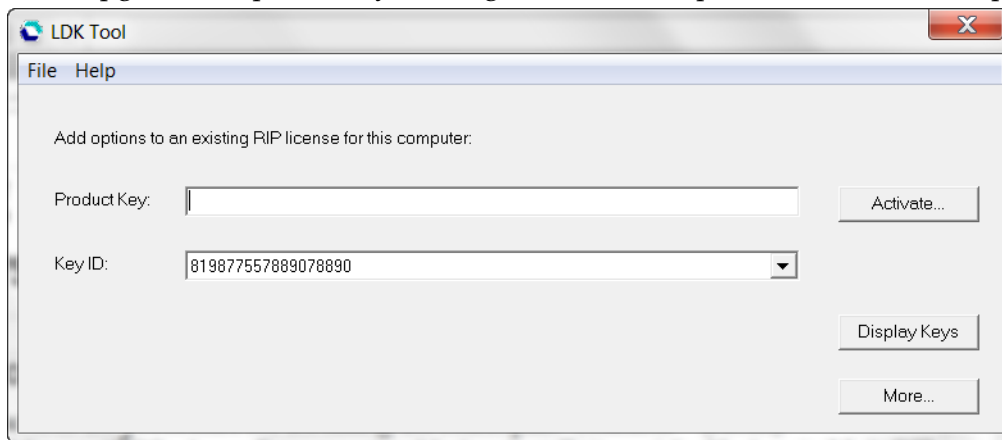 LDK Tool
File Help
Add options to an existing RIP license for this computer:
Product Key:
Activate...
Key ID:
819877557889078890
Display Keys
More...